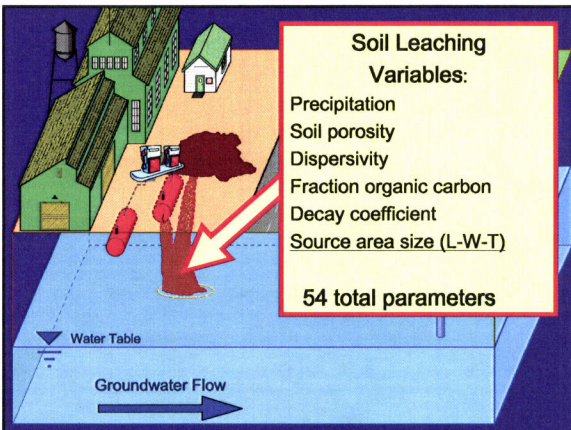 Soil Leaching
Variables:
Precipitation
Soil porosity
Dispersivity
Fraction organic carbon
Decay coefficient
Source area size (L-W-T)
54 total parameters
Water Table
Groundwater Flow